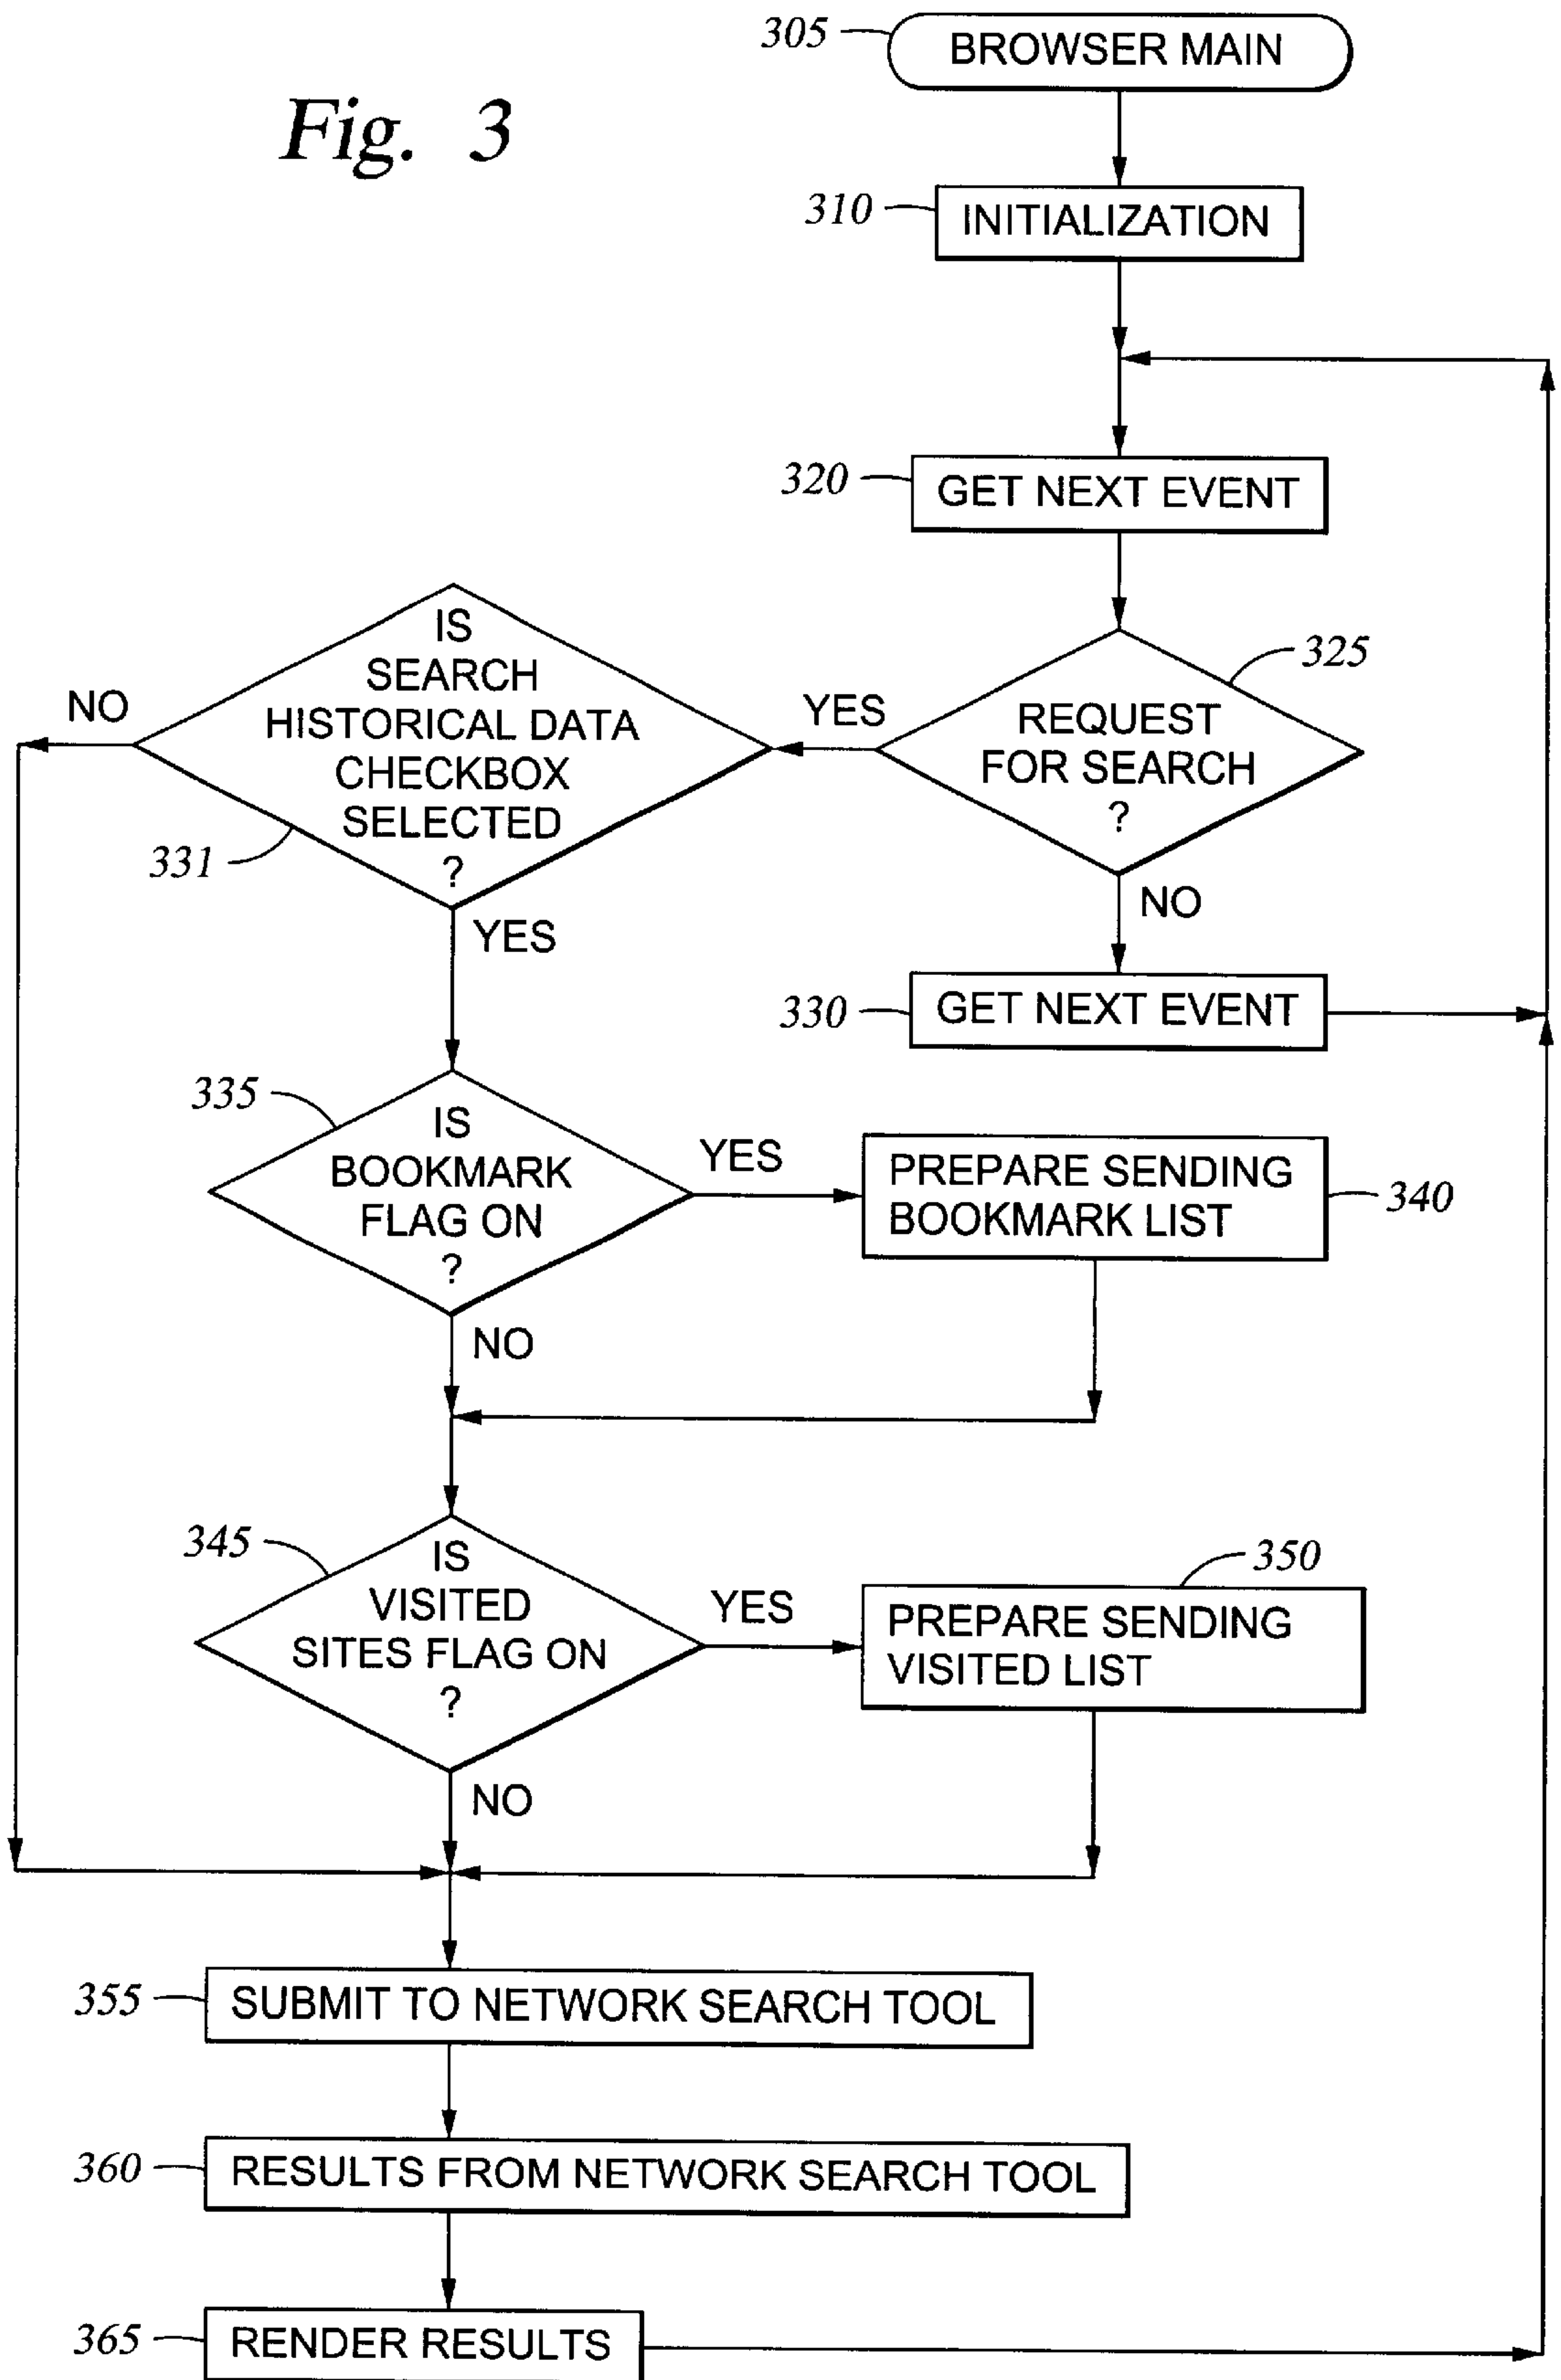 Fig. 3
305
BROWSER MAIN
310
INITIALIZATION
320
GET NEXT EVENT
325
REQUEST
FOR SEARCH
?
YES
NO
330
GET NEXT EVENT
IS
SEARCH
HISTORICAL DATA
CHECKBOX
SELECTED
?
331
NO
YES
335
IS
BOOKMARK
FLAG ON
?
YES
NO
PREPARE SENDING
BOOKMARK LIST
340
345
IS
VISITED
SITES FLAG ON
?
YES
NO
350
PREPARE SENDING
VISITED LIST
355
SUBMIT TO NETWORK SEARCH TOOL
360
RESULTS FROM NETWORK SEARCH TOOL
365
RENDER RESULTS